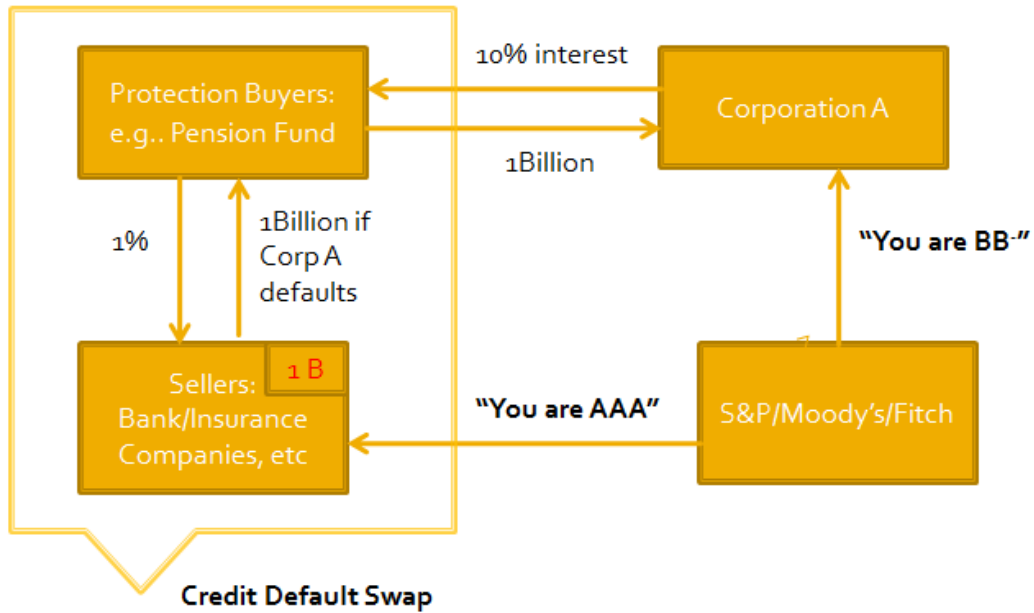 10% interest
Protection Buyers:
e.g.. Pension Fund
Corporation A
1Billion
1%
1Billion if
Corp A
defaults
“You are BB-”
1 B
Sellers:
Bank/Insurance
Companies, etc
“You are AAA”
S&P/Moody's/Fitch
Credit Default Swap